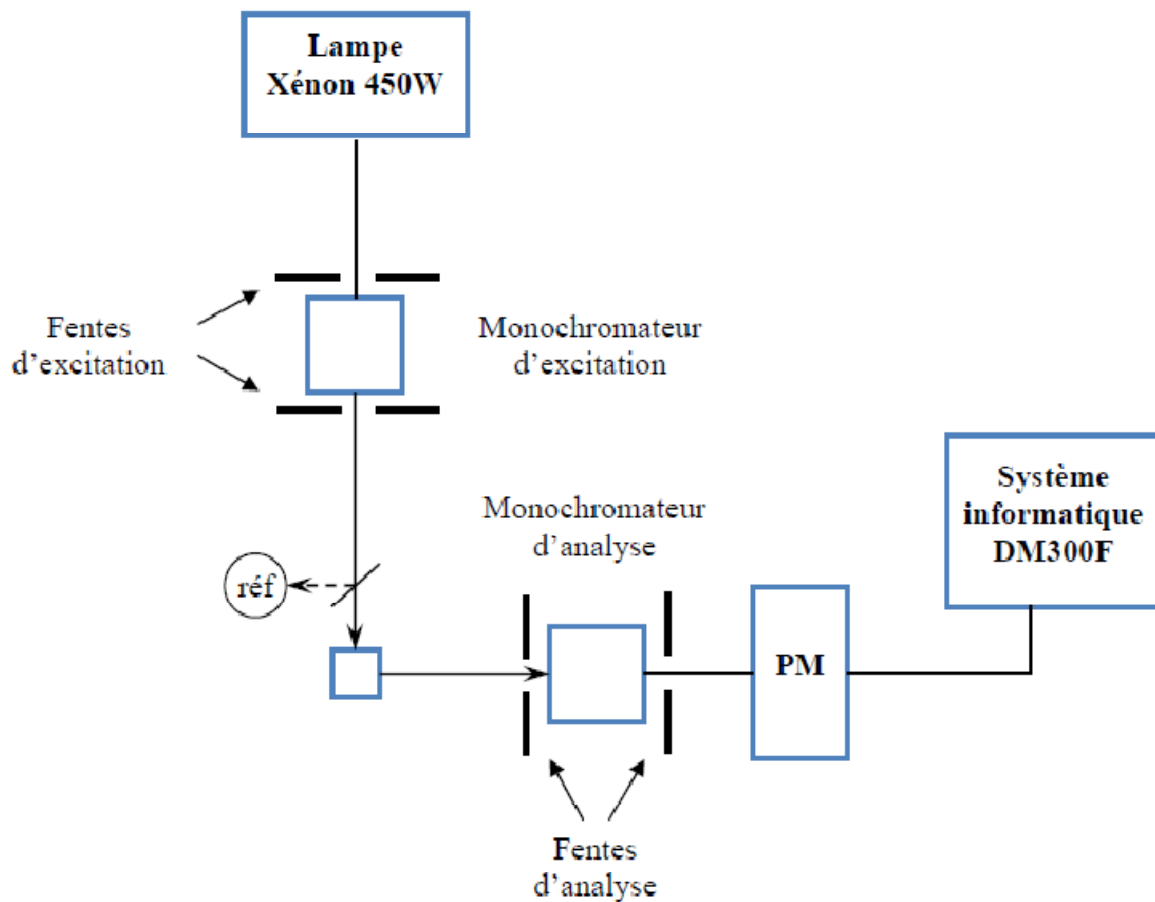 Lampe
Xénon 450W
Fentes
d'excitation
Monochromateur
d'excitation
Monochromateur
d'analyse
Système
informatique
DM300F
réf
PM
Fentes
d'analyse